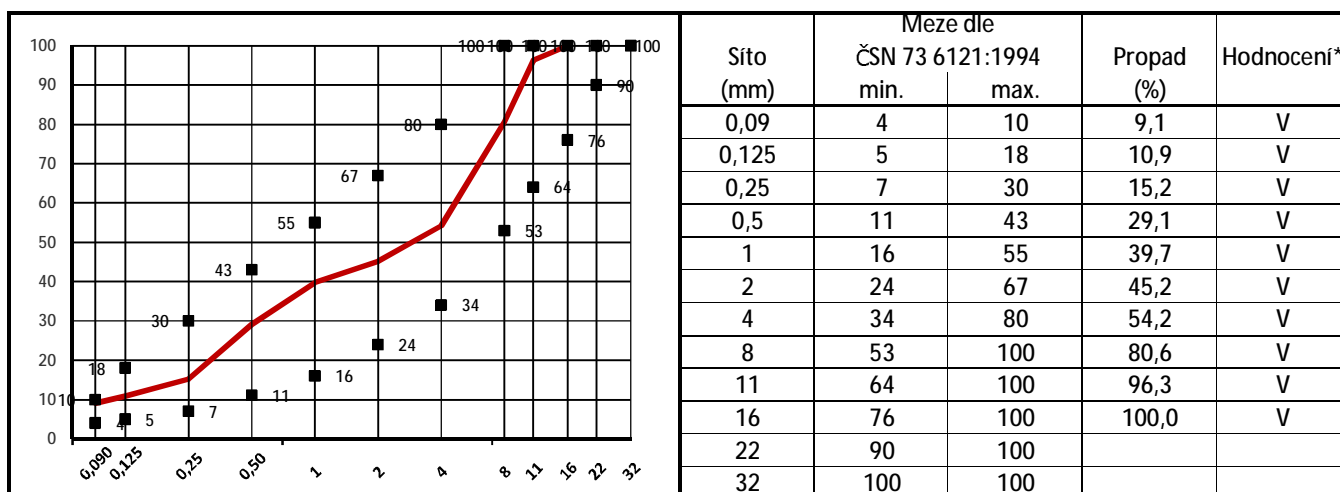 100 100 100 100 100 100 100
90 90
80 80
76
70 67
64
60
55
50 53
43
40
34
30 30
24
20 18
16
10 10 11
7
4 5
0
0,090 0,125 0,25 0,50 1 2 4 8 11 16 22 32
Meze dle
Síto ČSN 73 6121:1994 Propad Hodnocení*
(mm) min. max. (%)
0,09 4 10 9,1 V
0,125 5 18 10,9 V
0,25 7 30 15,2 V
0,5 11 43 29,1 V
1 16 55 39,7 V
2 24 67 45,2 V
4 34 80 54,2 V
8 53 100 80,6 V
11 64 100 96,3 V
16 76 100 100,0 V
22 90 100
32 100 100